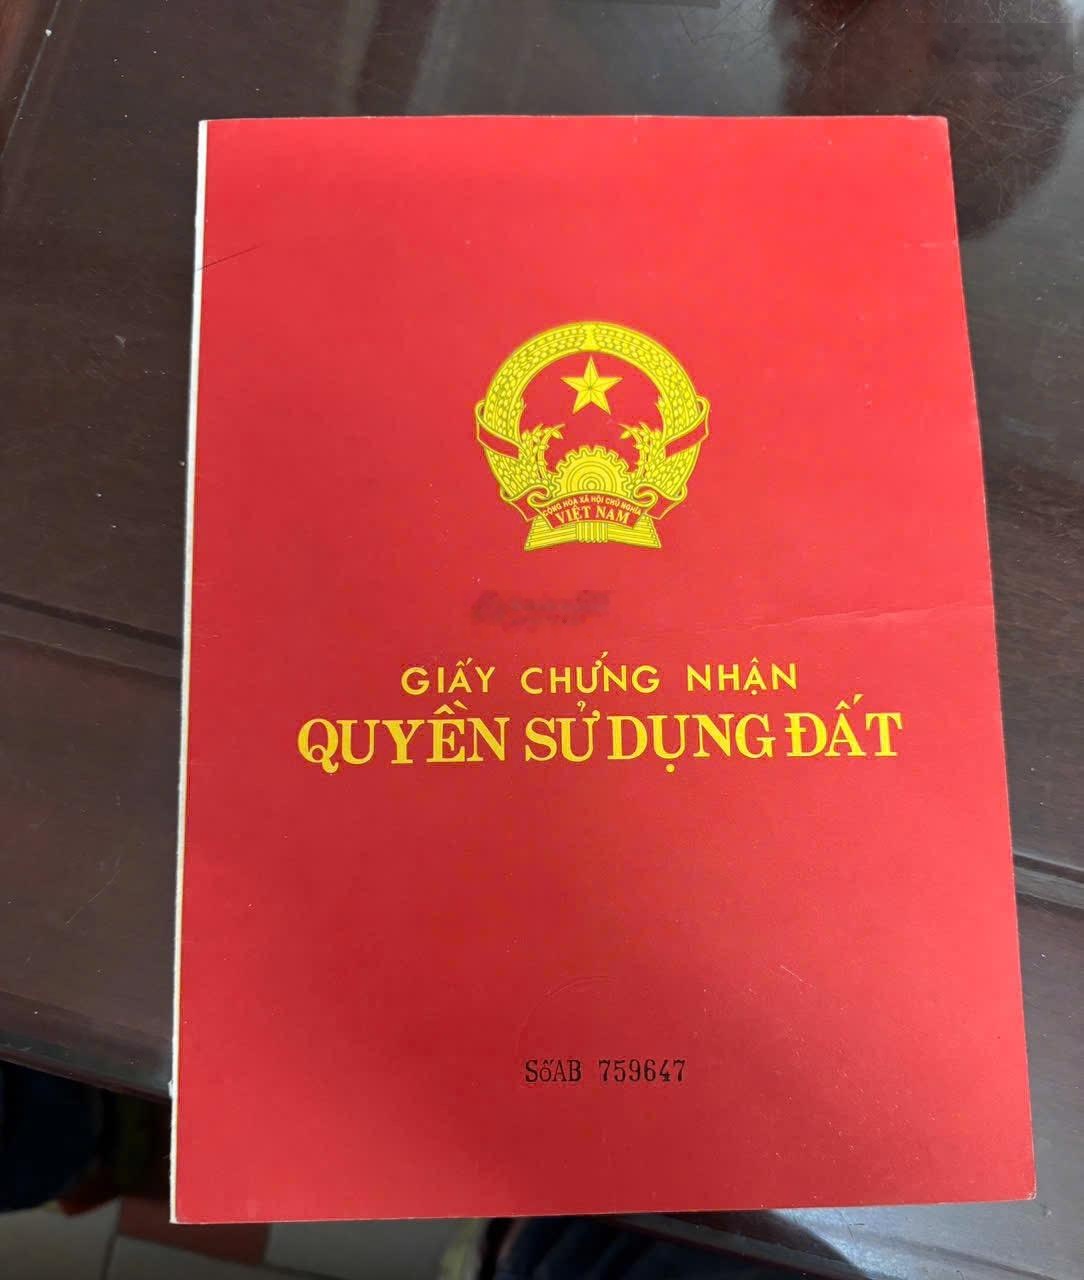 CỘNG HÒA XÃ HỘI CHỦ NGHĨA
VIỆT NAM
GIẤY CHỨNG NHẬN
QUYỀN SỬ DỤNG ĐẤT
SốAB 759647